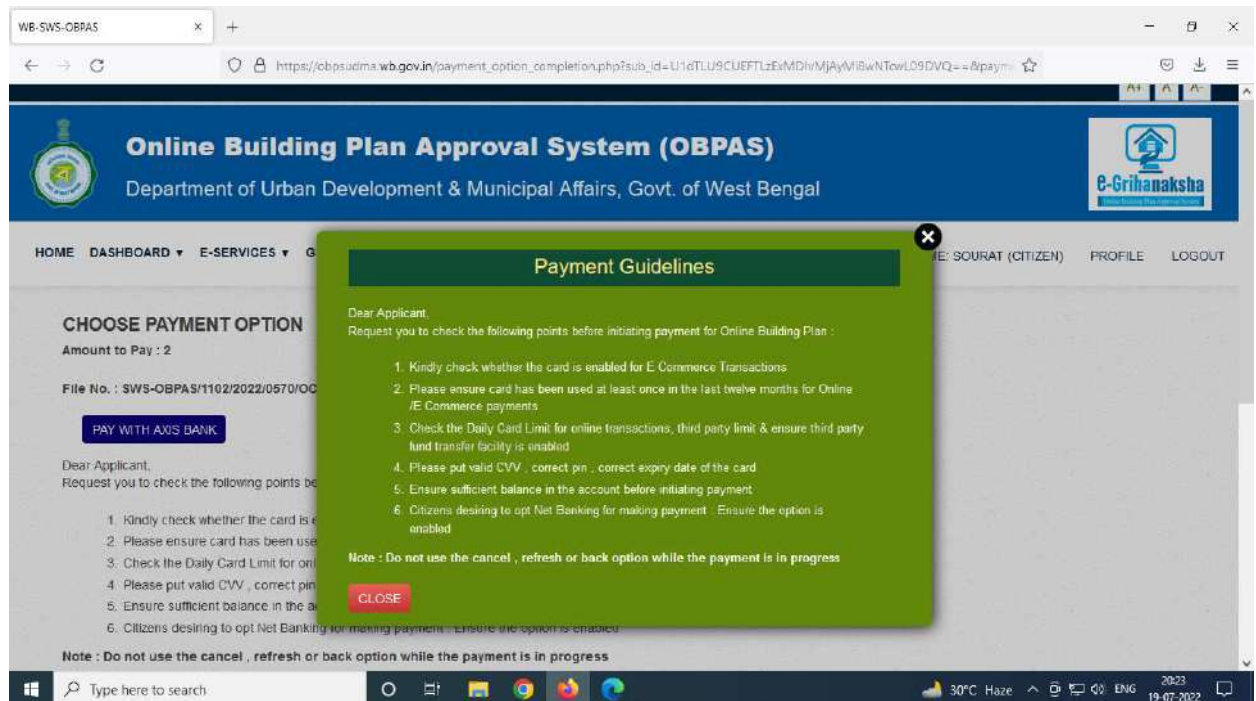 WB-SWS-OBPAS
https://obpsudma.wb.gov.in/payment_option_completion.php?sub_id=
A+ A A-
Online Building Plan Approval System (OBPAS)
Department of Urban Development & Municipal Affairs, Govt. of West Bengal
e-Grihanaksha
HOME DASHBOARD ▾ E-SERVICES ▾ G
ME: SOURAT (CITIZEN) PROFILE LOGOUT
Payment Guidelines
Dear Applicant,
Request you to check the following points before initiating payment for Online Building Plan :
1. Kindly check whether the card is enabled for E Commerce Transactions
2. Please ensure card has been used at least once in the last twelve months for Online
/E Commerce payments
3. Check the Daily Card Limit for online transactions, third party limit & ensure third party
fund transfer facility is enabled
4. Please put valid CVV , correct pin , correct expiry date of the card
5. Ensure sufficient balance in the account before initiating payment
6. Citizens desiring to opt Net Banking for making payment : Ensure the option is
enabled
Note : Do not use the cancel , refresh or back option while the payment is in progress
CLOSE
CHOOSE PAYMENT OPTION
Amount to Pay : 2
File No. : SWS-OBPAS/1102/2022/0570/OC
PAY WITH AXIS BANK
Dear Applicant,
Request you to check the following points be
1. Kindly check whether the card is e
2. Please ensure card has been use
3. Check the Daily Card Limit for onl
4. Please put valid CVV , correct pin
5. Ensure sufficient balance in the a
6. Citizens desiring to opt Net Banking for making payment : Ensure the option is enabled
Note : Do not use the cancel , refresh or back option while the payment is in progress
Type here to search
30°C Haze ENG
20:23
19-07-2022